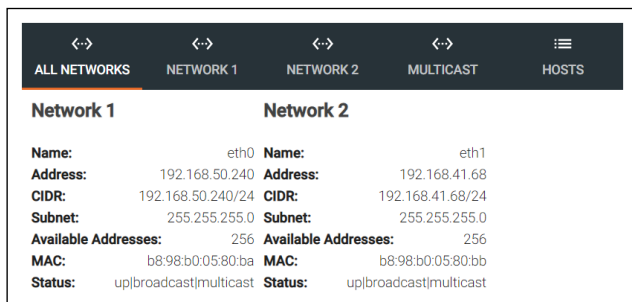 ALL NETWORKS NETWORK 1 NETWORK 2 MULTICAST HOSTS
Network 1 Network 2
Name: eth0 Name: eth1
Address: 192.168.50.240 Address: 192.168.41.68
CIDR: 192.168.50.240/24 CIDR: 192.168.41.68/24
Subnet: 255.255.255.0 Subnet: 255.255.255.0
Available Addresses: 256 Available Addresses: 256
MAC: b8:98:b0:05:80:ba MAC: b8:98:b0:05:80:bb
Status: up|broadcast|multicast Status: up|broadcast|multicast